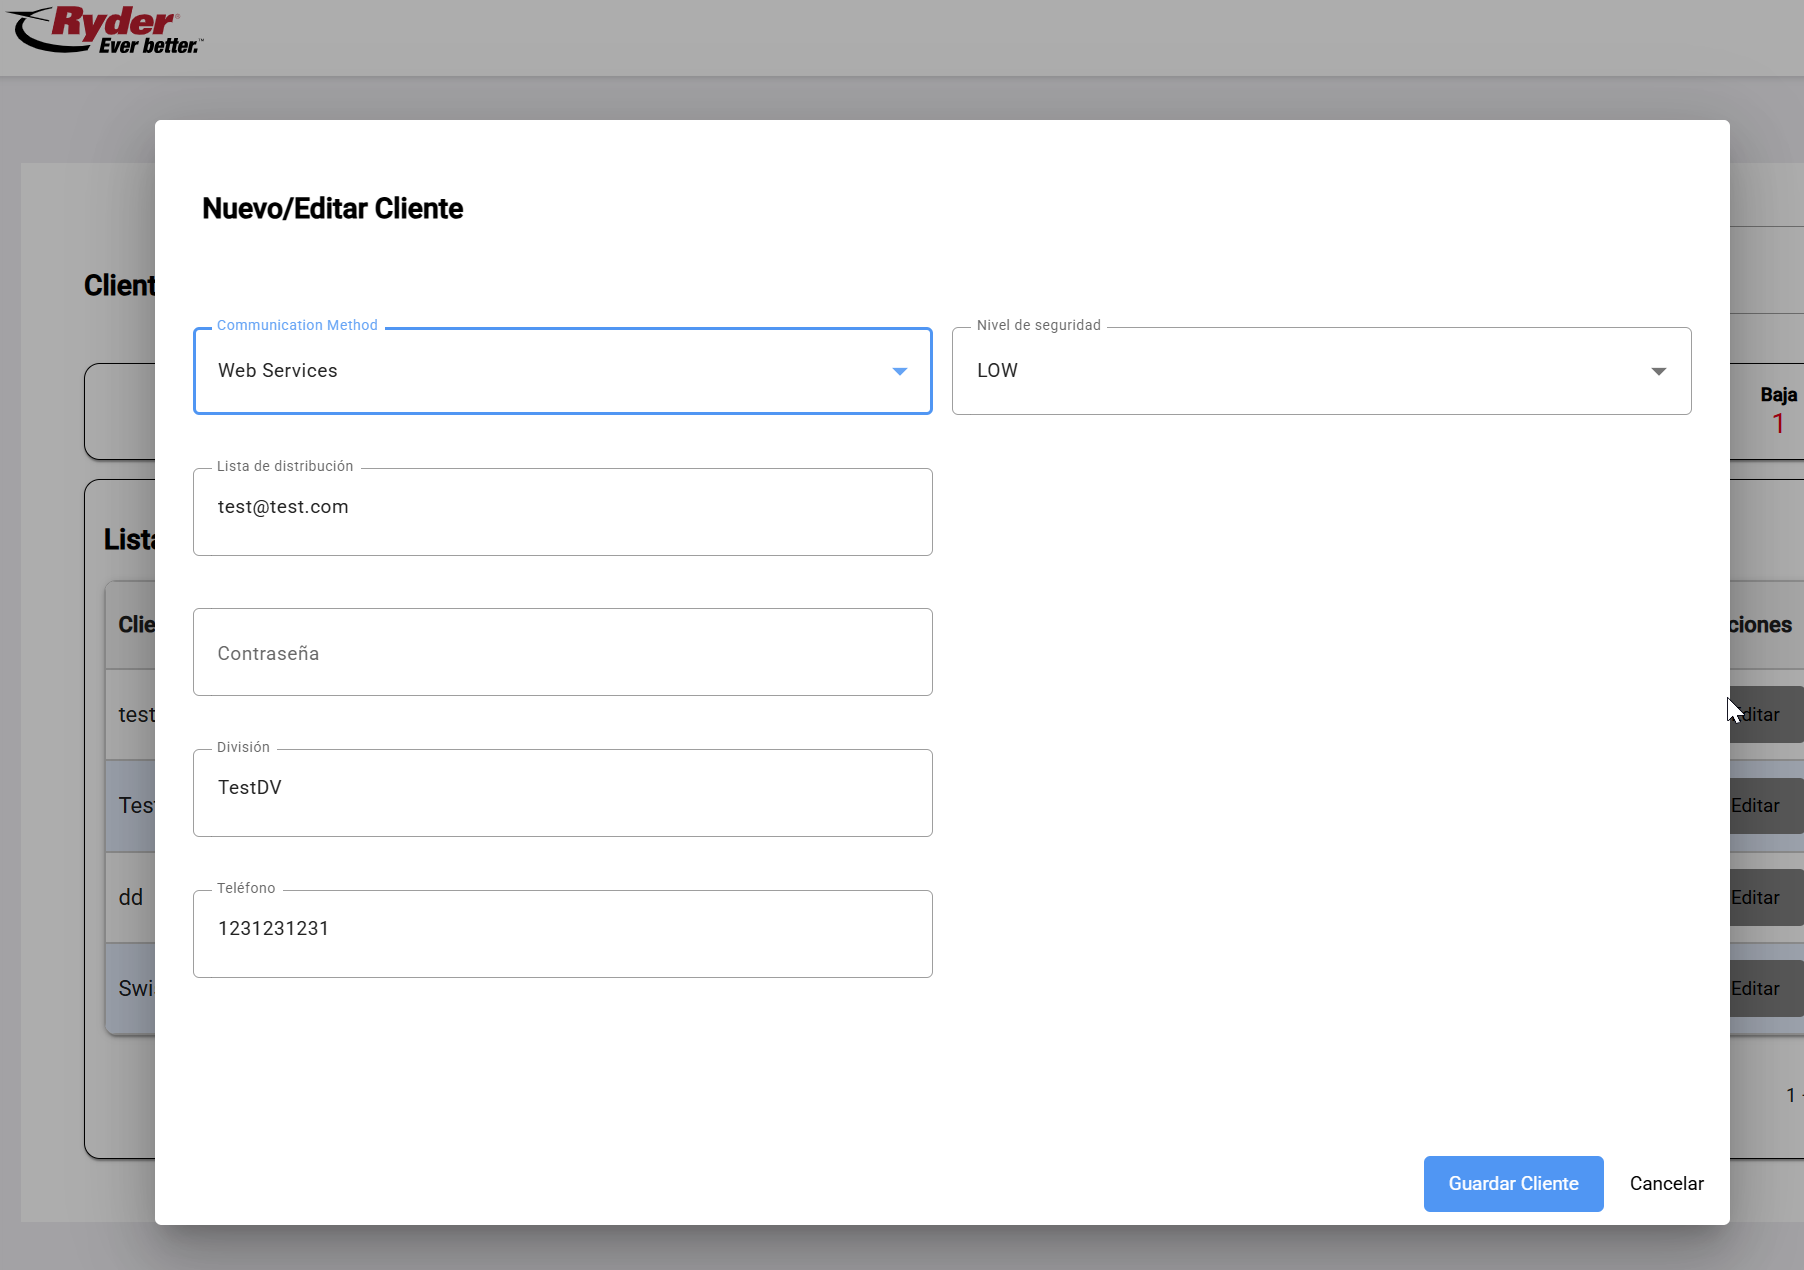 Ryder
Ever better.™
Nuevo/Editar Cliente
Client
Communication Method
Web Services
Nivel de seguridad
LOW
Baja
1
Lista de distribución
test@test.com
List
Clie
Contraseña
ciones
test
ditar
División
TestDV
Tes
Editar
Teléfono
1231231231
dd
Editar
Swi
Editar
1
Guardar Cliente
Cancelar